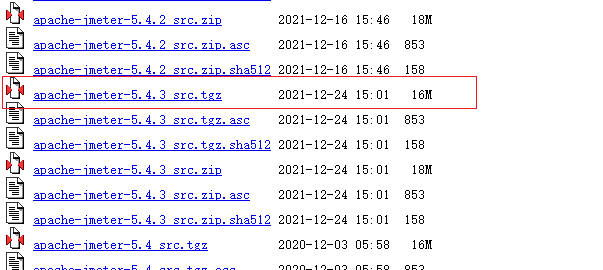 apache-jmeter-5.4.2_src.zip 2021-12-16 15:46 18M
apache-jmeter-5.4.2_src.zip.asc 2021-12-16 15:46 853
apache-jmeter-5.4.2_src.zip.sha512 2021-12-16 15:46 158
apache-jmeter-5.4.3_src.tgz 2021-12-24 15:01 16M
apache-jmeter-5.4.3_src.tgz.asc 2021-12-24 15:01 853
apache-jmeter-5.4.3_src.tgz.sha512 2021-12-24 15:01 158
apache-jmeter-5.4.3_src.zip 2021-12-24 15:01 18M
apache-jmeter-5.4.3_src.zip.asc 2021-12-24 15:01 853
apache-jmeter-5.4.3_src.zip.sha512 2021-12-24 15:01 158
apache-jmeter-5.4_src.tgz 2020-12-03 05:58 16M
apache-jmeter-5.4_src.tgz.asc 2020-12-03 05:58 853